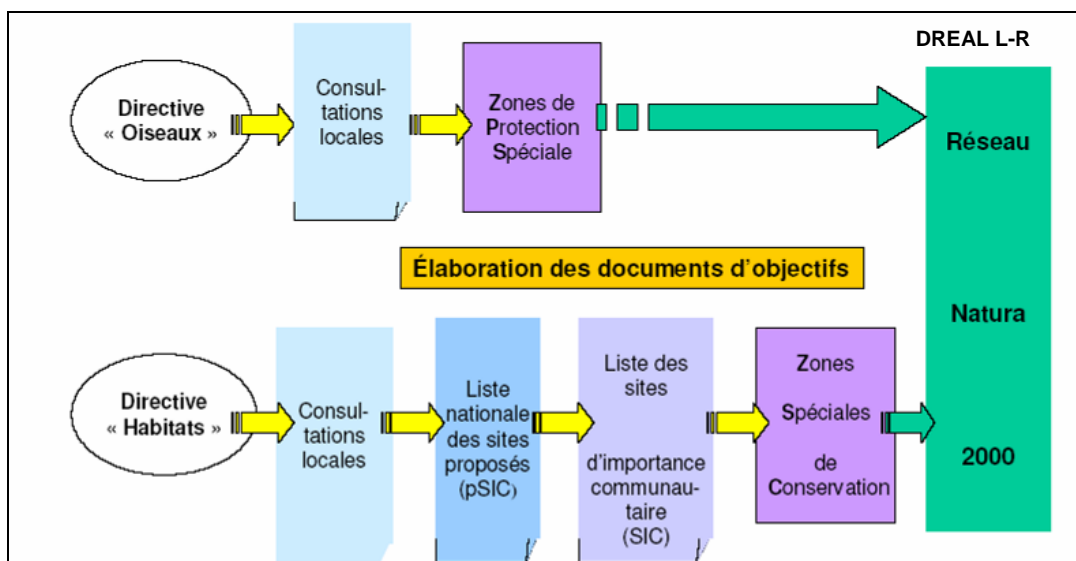 DREAL L-R
Directive
« Oiseaux »
Consul-
tations
locales
Zones de
Protection
Spéciale
Réseau
Natura
2000
Élaboration des documents d'objectifs
Directive
« Habitats »
Consul-
tations
locales
Liste
nationale
des sites
proposés
(pSIC)
Liste des
sites
d'importance
communau-
taire
(SIC)
Zones
Spéciales
de
Conservation